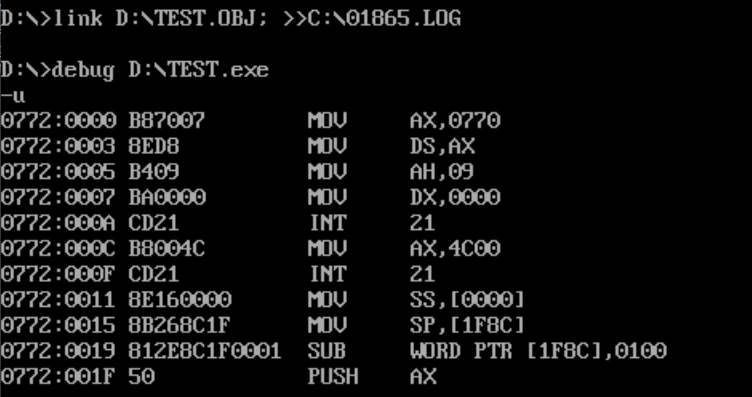 D:\>link D:\TEST.OBJ; >>C:\01865.LOG
D:\>debug D:\TEST.exe
-u
0772:0000 B87007 MOV AX,0770
0772:0003 8ED8 MOV DS,AX
0772:0005 B409 MOV AH,09
0772:0007 BA0000 MOV DX,0000
0772:000A CD21 INT 21
0772:000C B8004C MOV AX,4C00
0772:000F CD21 INT 21
0772:0011 8E160000 MOV SS,[0000]
0772:0015 8B268C1F MOV SP,[1F8C]
0772:0019 812E8C1F0001 SUB WORD PTR [1F8C],0100
0772:001F 50 PUSH AX